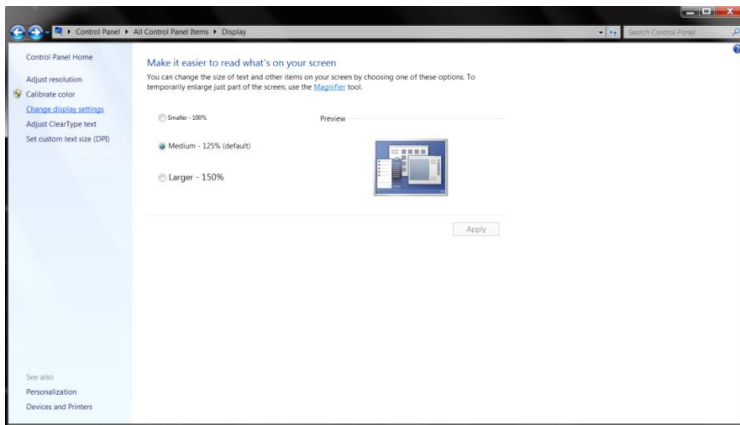 Control Panel ▸ All Control Panel Items ▸ Display
Search Control Panel
Control Panel Home
Adjust resolution
Calibrate color
Change display settings
Adjust ClearType text
Set custom text size (DPI)
Make it easier to read what's on your screen
You can change the size of text and other items on your screen by choosing one of these options. To
temporarily enlarge just part of the screen, use the Magnifier tool.
Smaller - 100%
Preview
Medium - 125% (default)
Larger - 150%
Apply
See also
Personalization
Devices and Printers